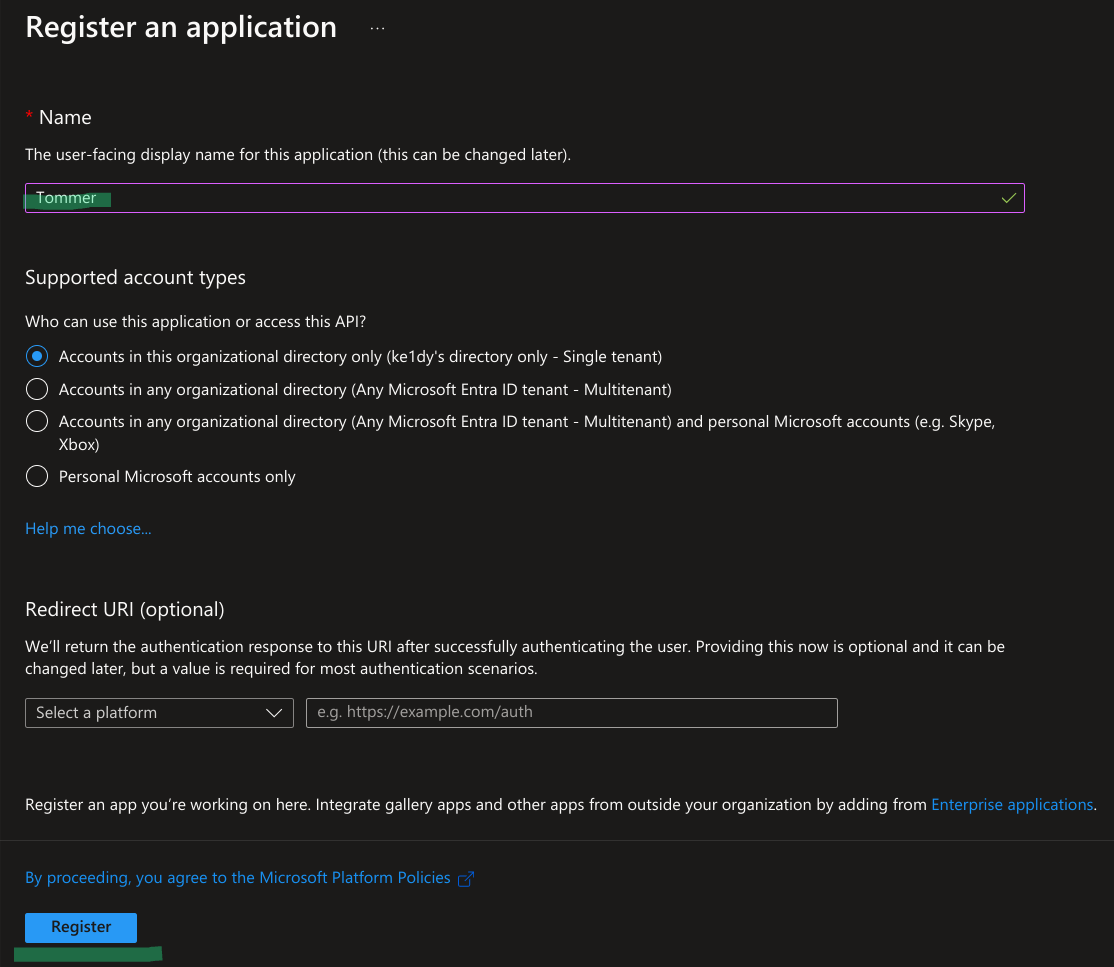 Register an application ...
* Name
The user-facing display name for this application (this can be changed later).
Tommer
Supported account types
Who can use this application or access this API?
Accounts in this organizational directory only (ke1dy's directory only - Single tenant)
Accounts in any organizational directory (Any Microsoft Entra ID tenant - Multitenant)
Accounts in any organizational directory (Any Microsoft Entra ID tenant - Multitenant) and personal Microsoft accounts (e.g. Skype,
Xbox)
Personal Microsoft accounts only
Help me choose...
Redirect URI (optional)
We’ll return the authentication response to this URI after successfully authenticating the user. Providing this now is optional and it can be
changed later, but a value is required for most authentication scenarios.
Select a platform
e.g. https://example.com/auth
Register an app you’re working on here. Integrate gallery apps and other apps from outside your organization by adding from Enterprise applications.
By proceeding, you agree to the Microsoft Platform Policies
Register